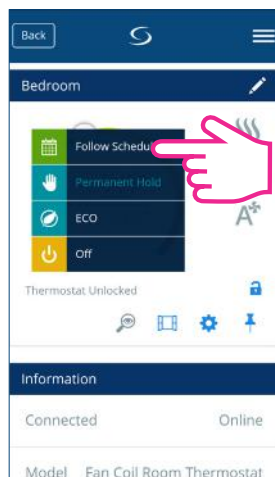 Back
Bedroom
Follow Schedul
Permanent Hold
ECO
A
Off
Thermostat Unlocked
Information
Connected Online
Model Fan Coil Room Thermostat